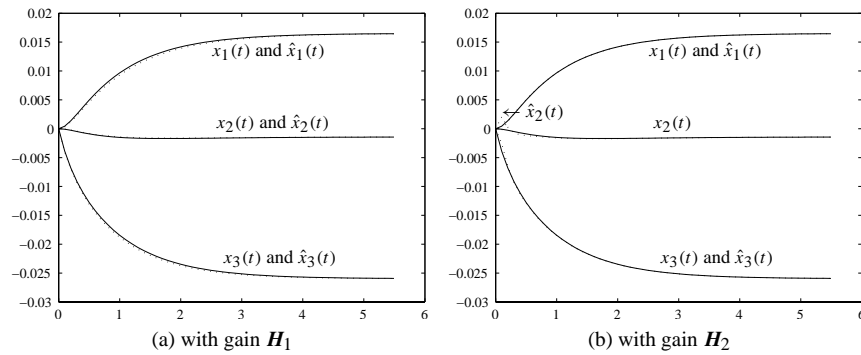 0.02
0.015
0.01
0.005
0
−0.005
−0.01
−0.015
−0.02
−0.025
−0.03
0 1 2 3 4 5 6
x₁(t) and x̂₁(t)
x₂(t) and x̂₂(t)
x₃(t) and x̂₃(t)
(a) with gain H₁
0.02
0.015
0.01
0.005
0
−0.005
−0.01
−0.015
−0.02
−0.025
−0.03
0 1 2 3 4 5 6
x₁(t) and x̂₁(t)
x̂₂(t)
x₂(t)
x₃(t) and x̂₃(t)
(b) with gain H₂